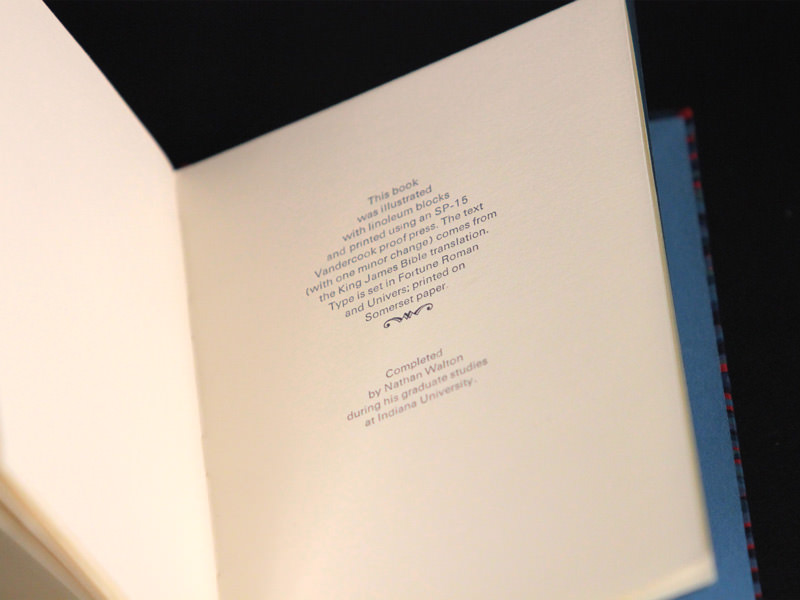 This book
was illustrated
with linoleum blocks
and printed using an SP-15
Vandercook proof press. The text
(with one minor change) comes from
the King James Bible translation.
Type is set in Fortune Roman
and Univers; printed on
Somerset paper.
Completed
by Nathan Walton
during his graduate studies
at Indiana University.